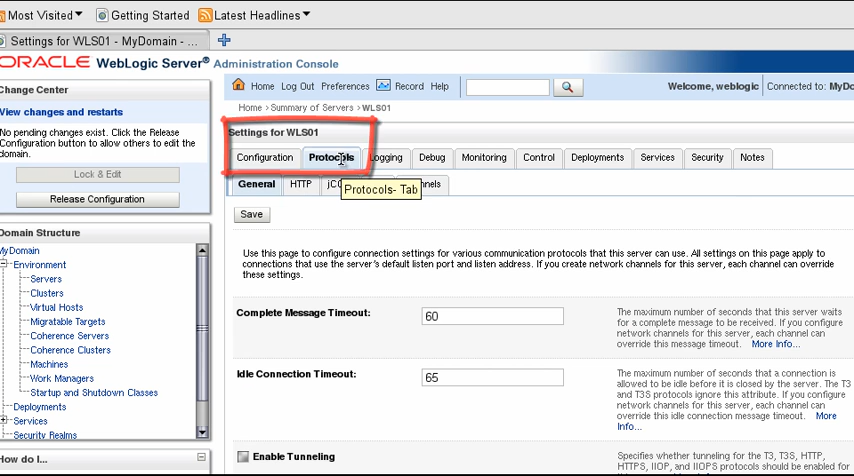 Most Visited Getting Started Latest Headlines
Settings for WLS01 - MyDomain - ...
ORACLE WebLogic Server® Administration Console
Change Center
View changes and restarts
No pending changes exist. Click the Release
Configuration button to allow others to edit the
domain.
Lock & Edit
Release Configuration
Domain Structure
MyDomain
Environment
Servers
Clusters
Virtual Hosts
Migratable Targets
Coherence Servers
Coherence Clusters
Machines
Work Managers
Startup and Shutdown Classes
Deployments
Services
Security Realms
How do I...
Home Log Out Preferences Record Help
Welcome, weblogic Connected to: MyDo
Home > Summary of Servers > WLS01
Settings for WLS01
Configuration Protocols Logging Debug Monitoring Control Deployments Services Security Notes
General HTTP jCO nnels
Protocols- Tab
Save
Use this page to configure connection settings for various communication protocols that this server can use. All settings on this page apply to
connections that use the server's default listen port and listen address. If you create network channels for this server, each channel can override
these settings.
Complete Message Timeout:
60
The maximum number of seconds that this server waits
for a complete message to be received. If you configure
network channels for this server, each channel can
override this message timeout. More Info...
Idle Connection Timeout:
65
The maximum number of seconds that a connection is
allowed to be idle before it is closed by the server. The T3
and T3S protocols ignore this attribute. If you configure
network channels for this server, each channel can
override this idle connection message timeout. More
Info...
Enable Tunneling
Specifies whether tunneling for the T3, T3S, HTTP,
HTTPS, IIOP, and IIOPS protocols should be enabled for